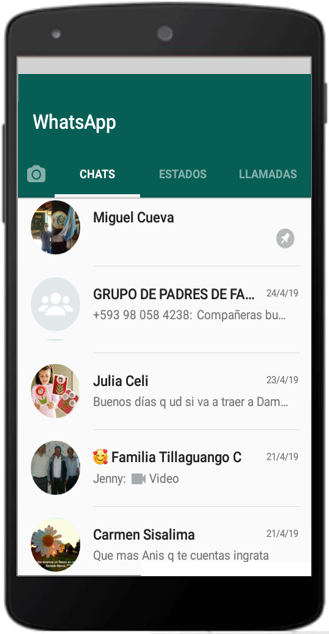 WhatsApp
CHATS ESTADOS LLAMADAS
Miguel Cueva
GRUPO DE PADRES DE FA... 24/4/19
+593 98 058 4238: Compañeras bu...
Julia Celi 23/4/19
Buenos días q ud si va a traer a Dam...
Familia Tillaguango C 21/4/19
Jenny: Video
Carmen Sisalima 21/4/19
Que mas Anis q te cuentas ingrata